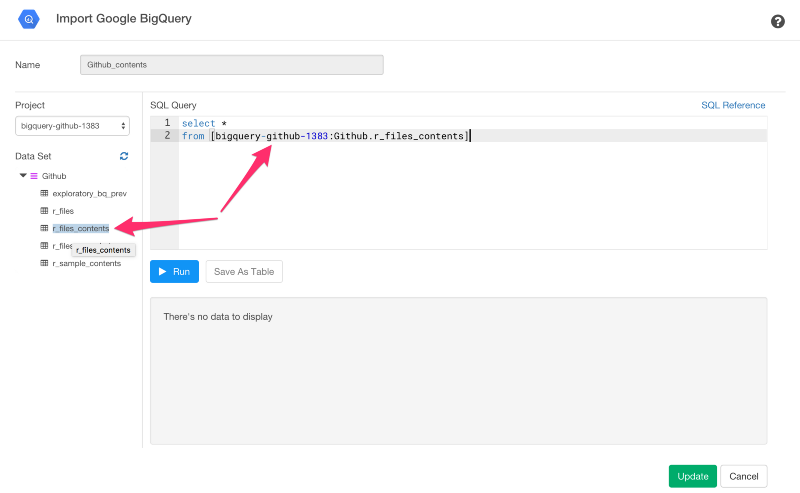 Import Google BigQuery
?
Name
Github_contents
Project
bigquery-github-1383
Data Set
Github
exploratory_bq_prev
r_files
r_files_contents
r_files
r_files_contents
r_sample_contents
SQL Query
SQL Reference
1 select *
2 from [bigquery-github-1383:Github.r_files_contents]
Run
Save As Table
There's no data to display
Update
Cancel